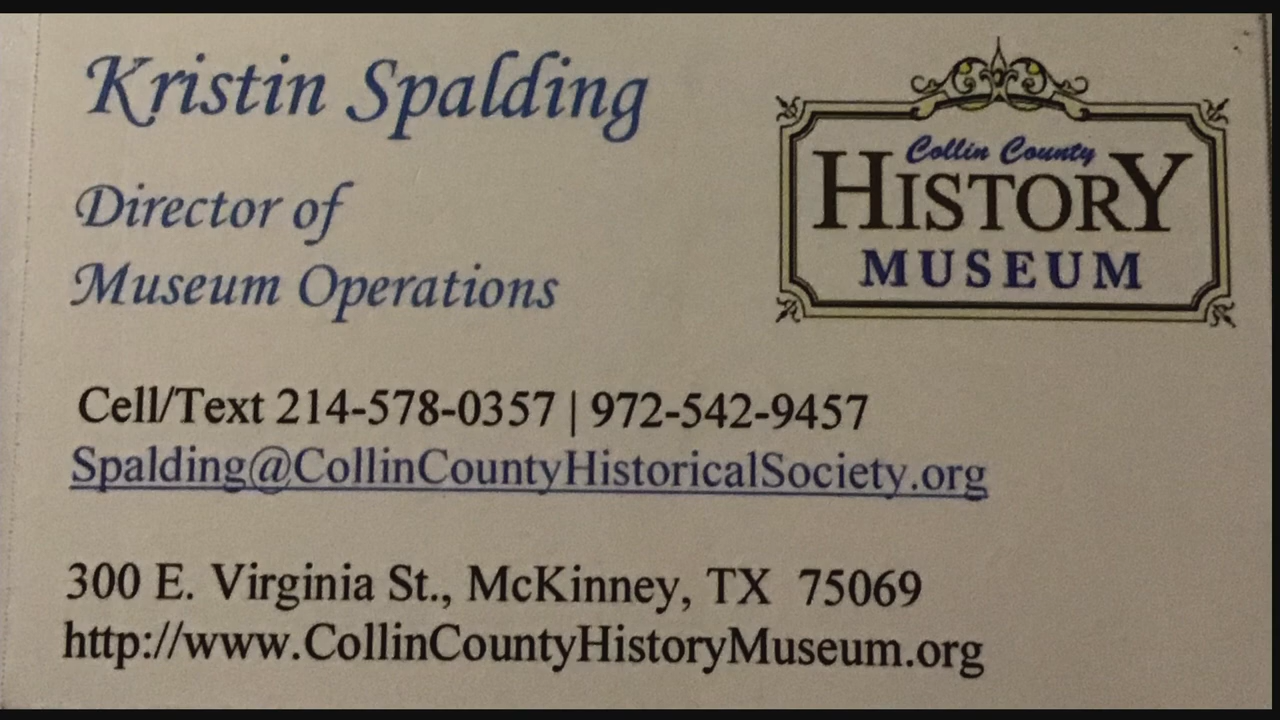 Kristin Spalding
Director of
Museum Operations
Collin County
HISTORY
MUSEUM
Cell/Text 214-578-0357 | 972-542-9457
Spalding@CollinCountyHistoricalSociety.org
300 E. Virginia St., McKinney, TX  75069
http://www.CollinCountyHistoryMuseum.org